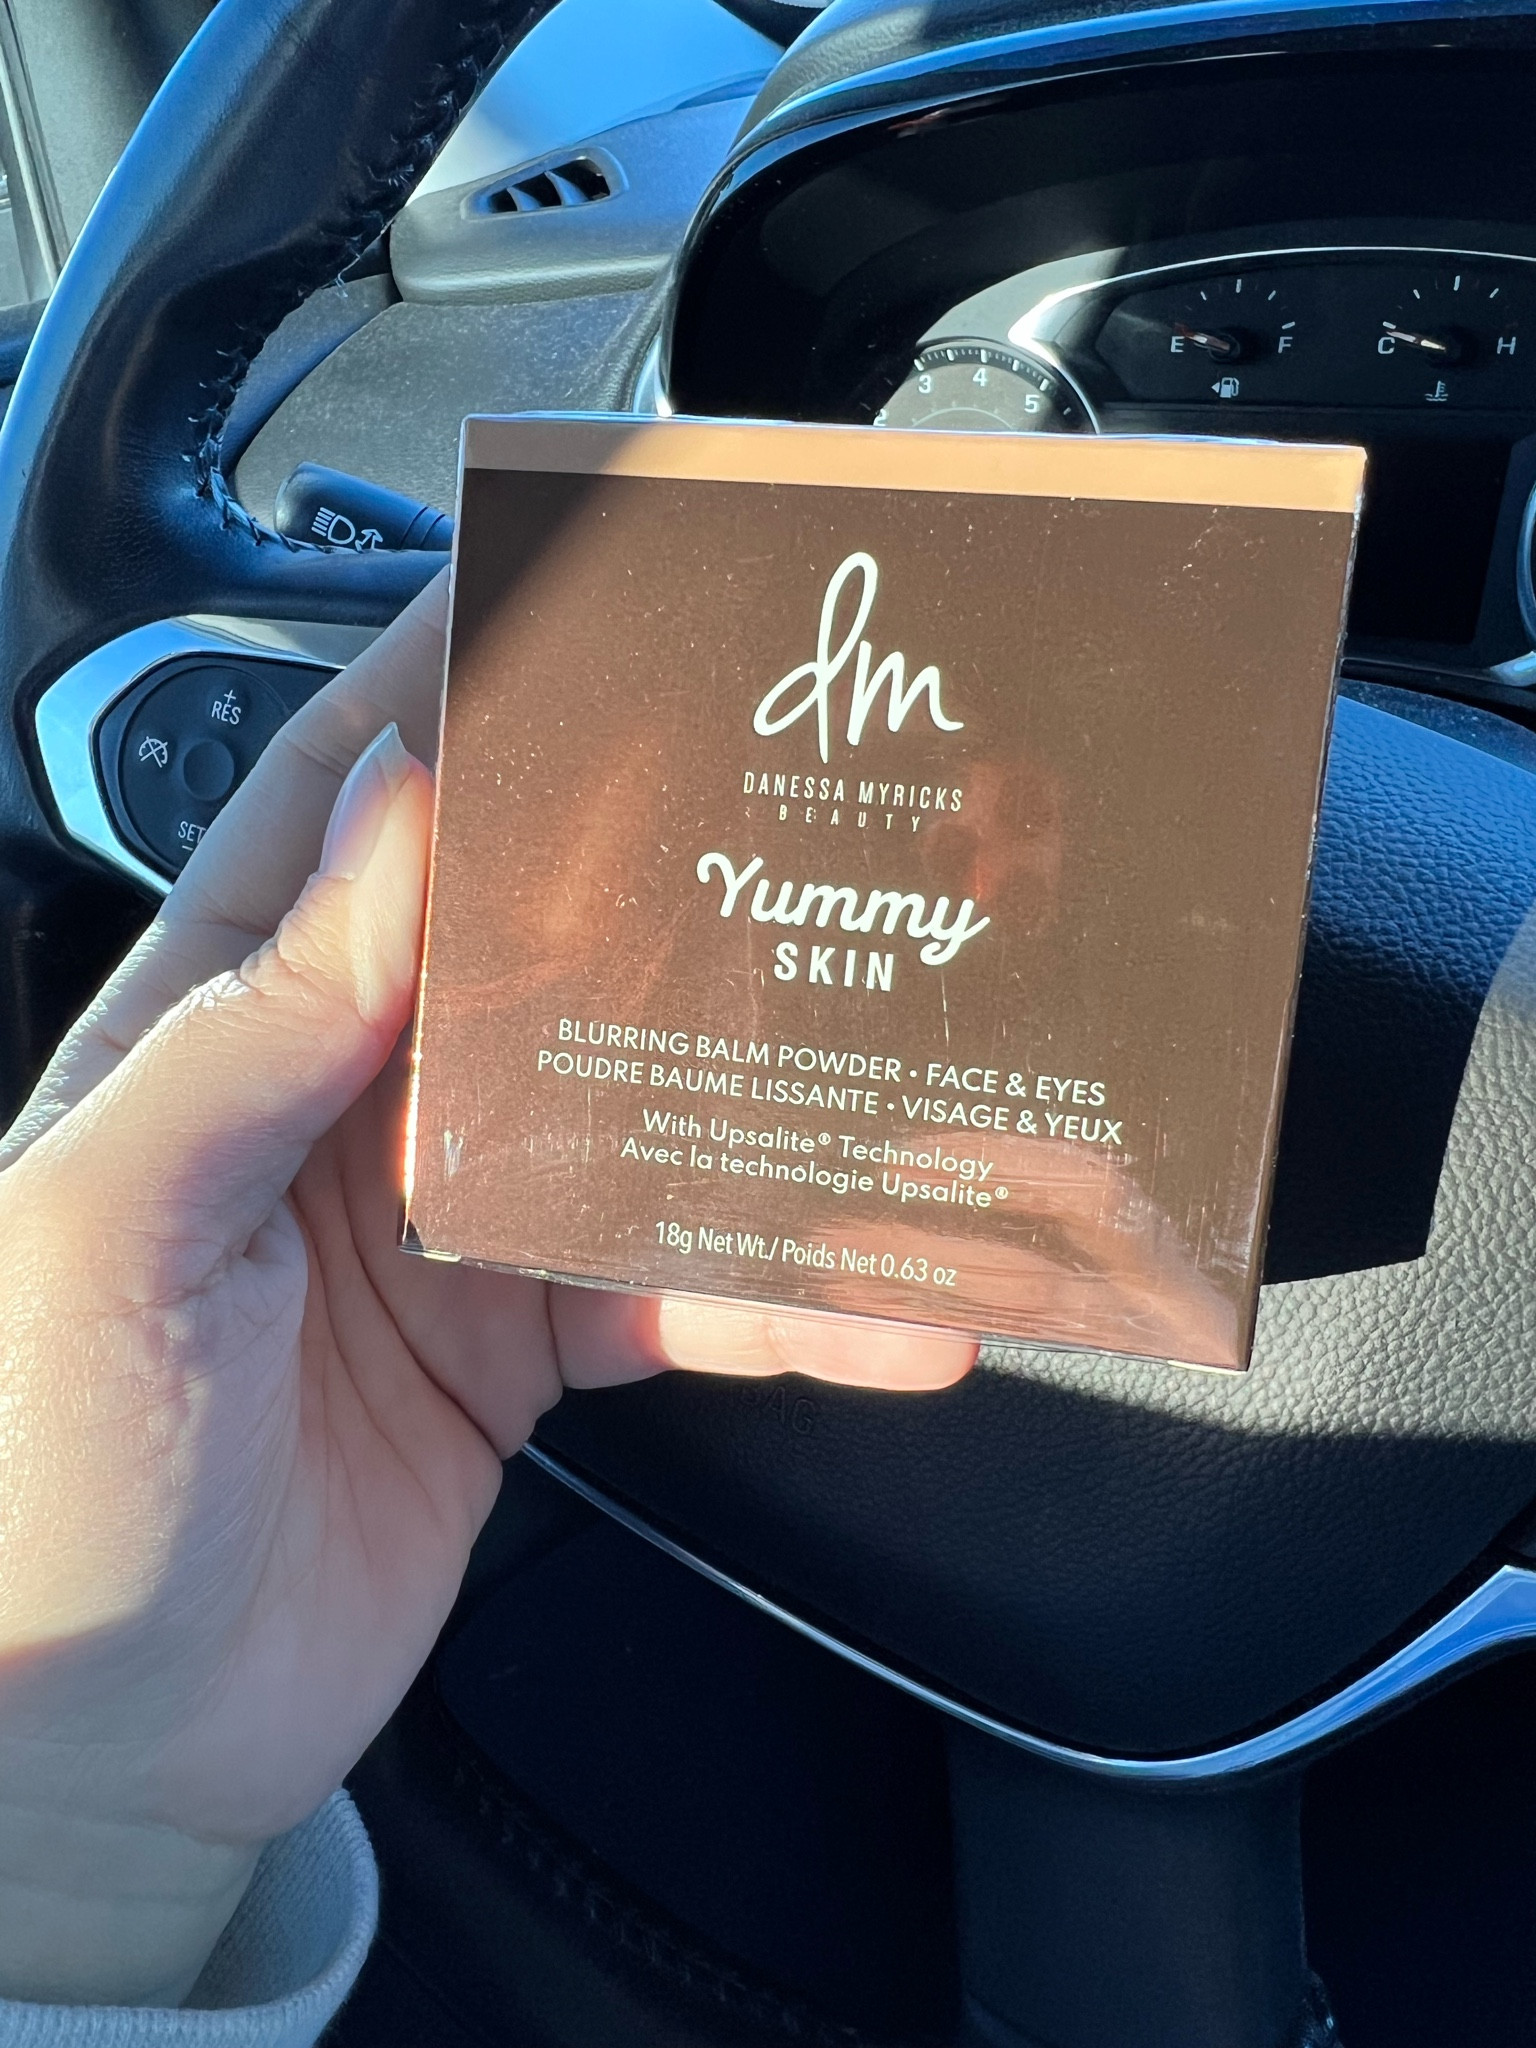 E F
C H
2 3 4 5
dm
DANESSA MYRICKS
BEAUTY
Yummy
SKIN
BLURRING BALM POWDER • FACE & EYES
POUDRE BAUME LISSANTE • VISAGE & YEUX
With Upsalite® Technology
Avec la technologie Upsalite®
18g Net Wt./ Poids Net 0.63 oz
+
RES
SET